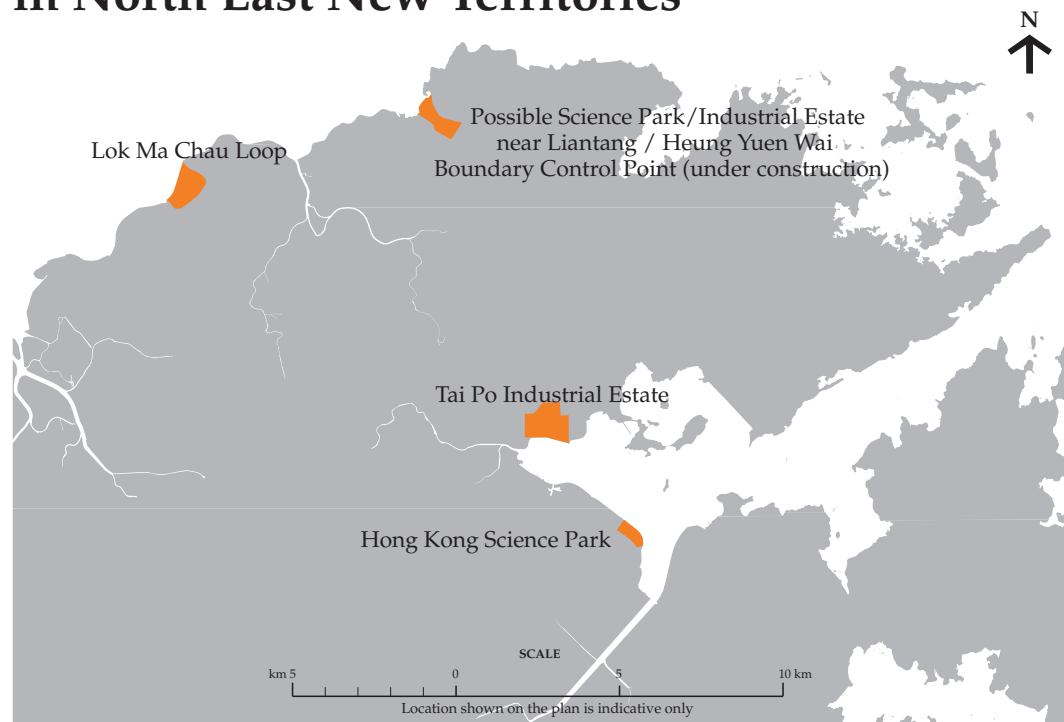 in North East New Territories
N
Possible Science Park/Industrial Estate
near Liantang / Heung Yuen Wai
Boundary Control Point (under construction)
Lok Ma Chau Loop
Tai Po Industrial Estate
Hong Kong Science Park
SCALE
km 5 0 5 10 km
Location shown on the plan is indicative only